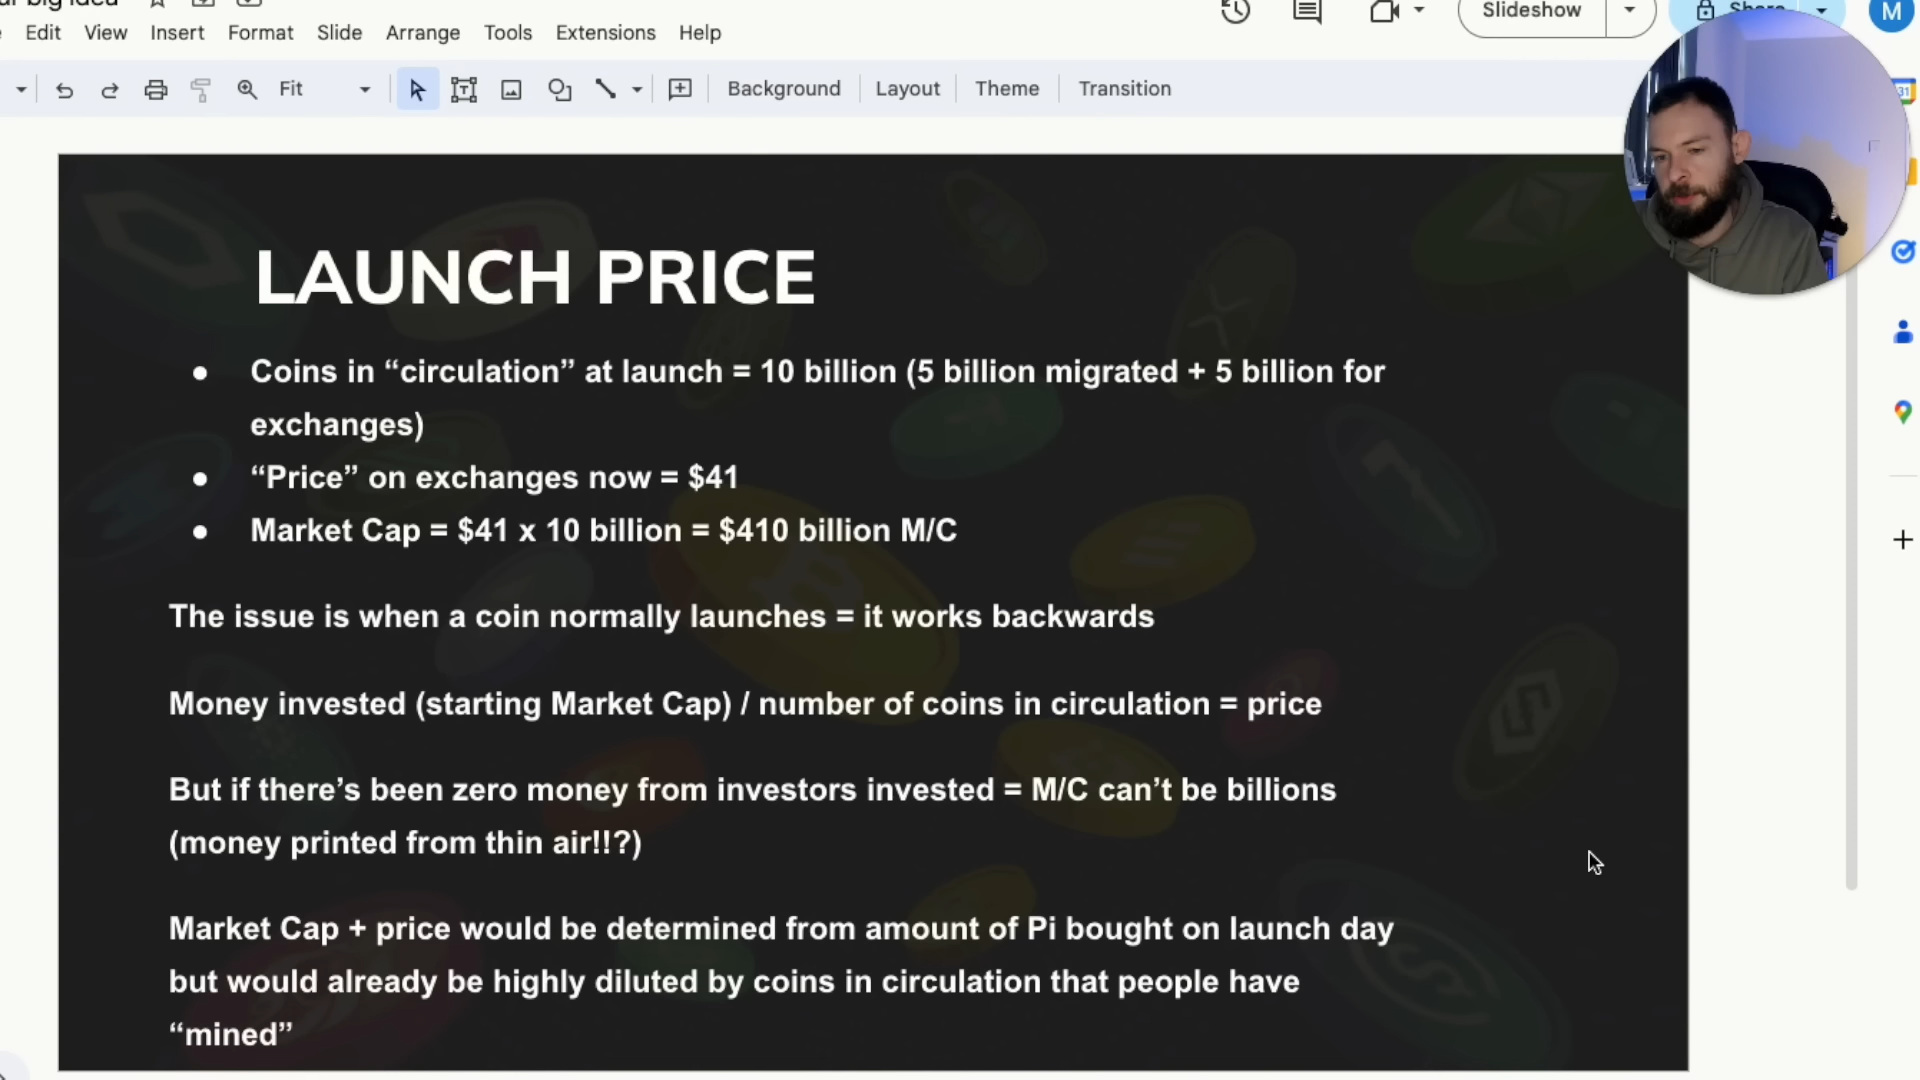 Edit View Insert Format Slide Arrange Tools Extensions Help
Slideshow
M
Fit Background Layout Theme Transition
31
LAUNCH PRICE
● Coins in “circulation” at launch = 10 billion (5 billion migrated + 5 billion for
exchanges)
● “Price” on exchanges now = $41
● Market Cap = $41 x 10 billion = $410 billion M/C
The issue is when a coin normally launches = it works backwards
Money invested (starting Market Cap) / number of coins in circulation = price
But if there’s been zero money from investors invested = M/C can’t be billions
(money printed from thin air!!?)
Market Cap + price would be determined from amount of Pi bought on launch day
but would already be highly diluted by coins in circulation that people have
“mined”